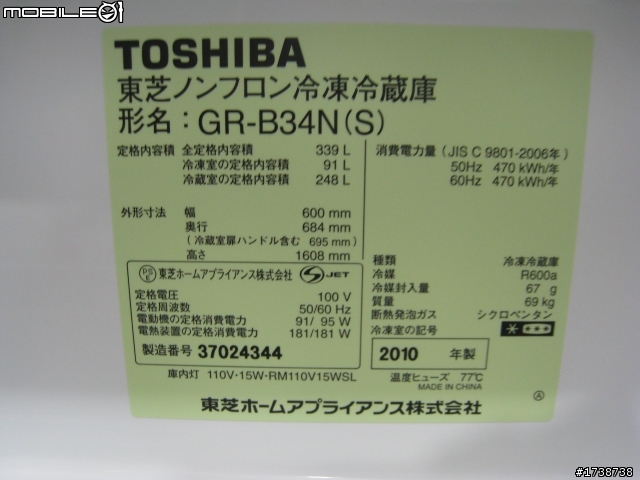 MOBILE01
TOSHIBA
東芝ノンフロン冷凍冷蔵庫
形名：GR-B34N(S)
定格内容積 全定格内容積 339 L
冷凍室の定格内容積 91 L
冷蔵室の定格内容積 248 L
消費電力量（JIS C 9801-2006年）
50Hz 470 kWh/年
60Hz 470 kWh/年
外形寸法 幅 600 mm
奥行 684 mm
（冷蔵室扉ハンドル含む 695 mm）
高さ 1608 mm
種類 冷凍冷蔵庫
冷媒 R600a
冷媒封入量 67 g
質量 69 kg
断熱発泡ガス シクロペンタン
冷凍室の記号
PS E 東芝ホームアプライアンス株式会社 JET
定格電圧 100 V
定格周波数 50/60 Hz
電動機の定格消費電力 91/ 95 W
電熱装置の定格消費電力 181/181 W
製造番号 37024344
2010 年製
庫内灯 110V・15W・RM110V15WSL
温度ヒューズ 77℃
MADE IN CHINA
東芝ホームアプライアンス株式会社
Ⓐ
#1738738